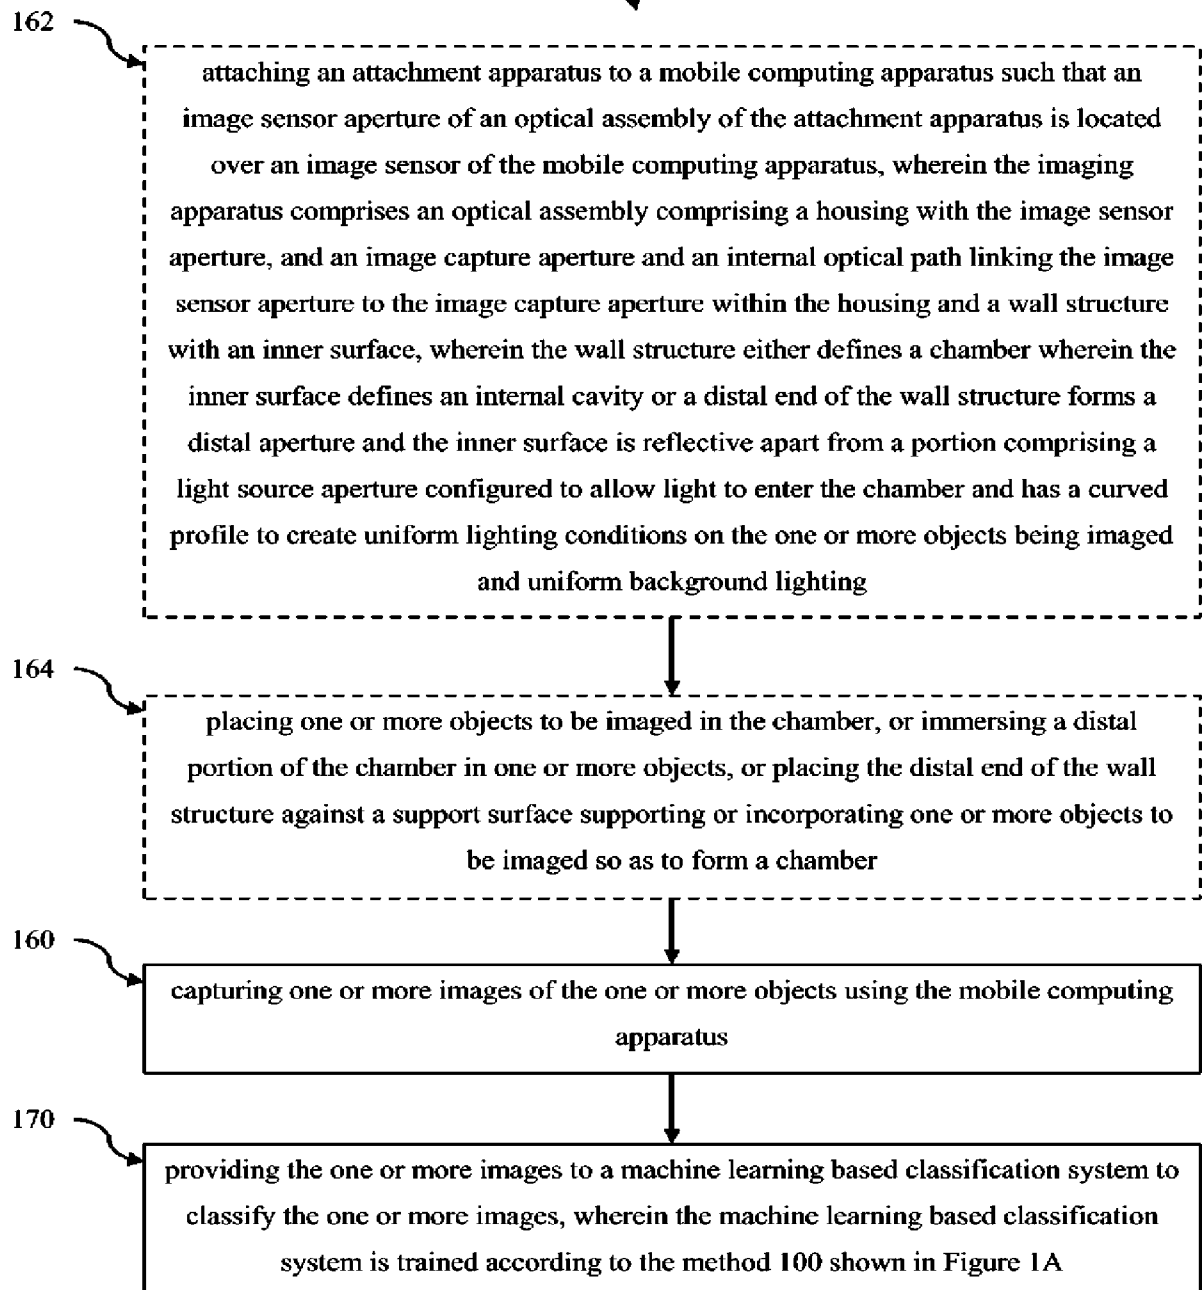 162
attaching an attachment apparatus to a mobile computing apparatus such that an
image sensor aperture of an optical assembly of the attachment apparatus is located
over an image sensor of the mobile computing apparatus, wherein the imaging
apparatus comprises an optical assembly comprising a housing with the image sensor
aperture, and an image capture aperture and an internal optical path linking the image
sensor aperture to the image capture aperture within the housing and a wall structure
with an inner surface, wherein the wall structure either defines a chamber wherein the
inner surface defines an internal cavity or a distal end of the wall structure forms a
distal aperture and the inner surface is reflective apart from a portion comprising a
light source aperture configured to allow light to enter the chamber and has a curved
profile to create uniform lighting conditions on the one or more objects being imaged
and uniform background lighting
164
placing one or more objects to be imaged in the chamber, or immersing a distal
portion of the chamber in one or more objects, or placing the distal end of the wall
structure against a support surface supporting or incorporating one or more objects to
be imaged so as to form a chamber
160
capturing one or more images of the one or more objects using the mobile computing
apparatus
170
providing the one or more images to a machine learning based classification system to
classify the one or more images, wherein the machine learning based classification
system is trained according to the method 100 shown in Figure 1A